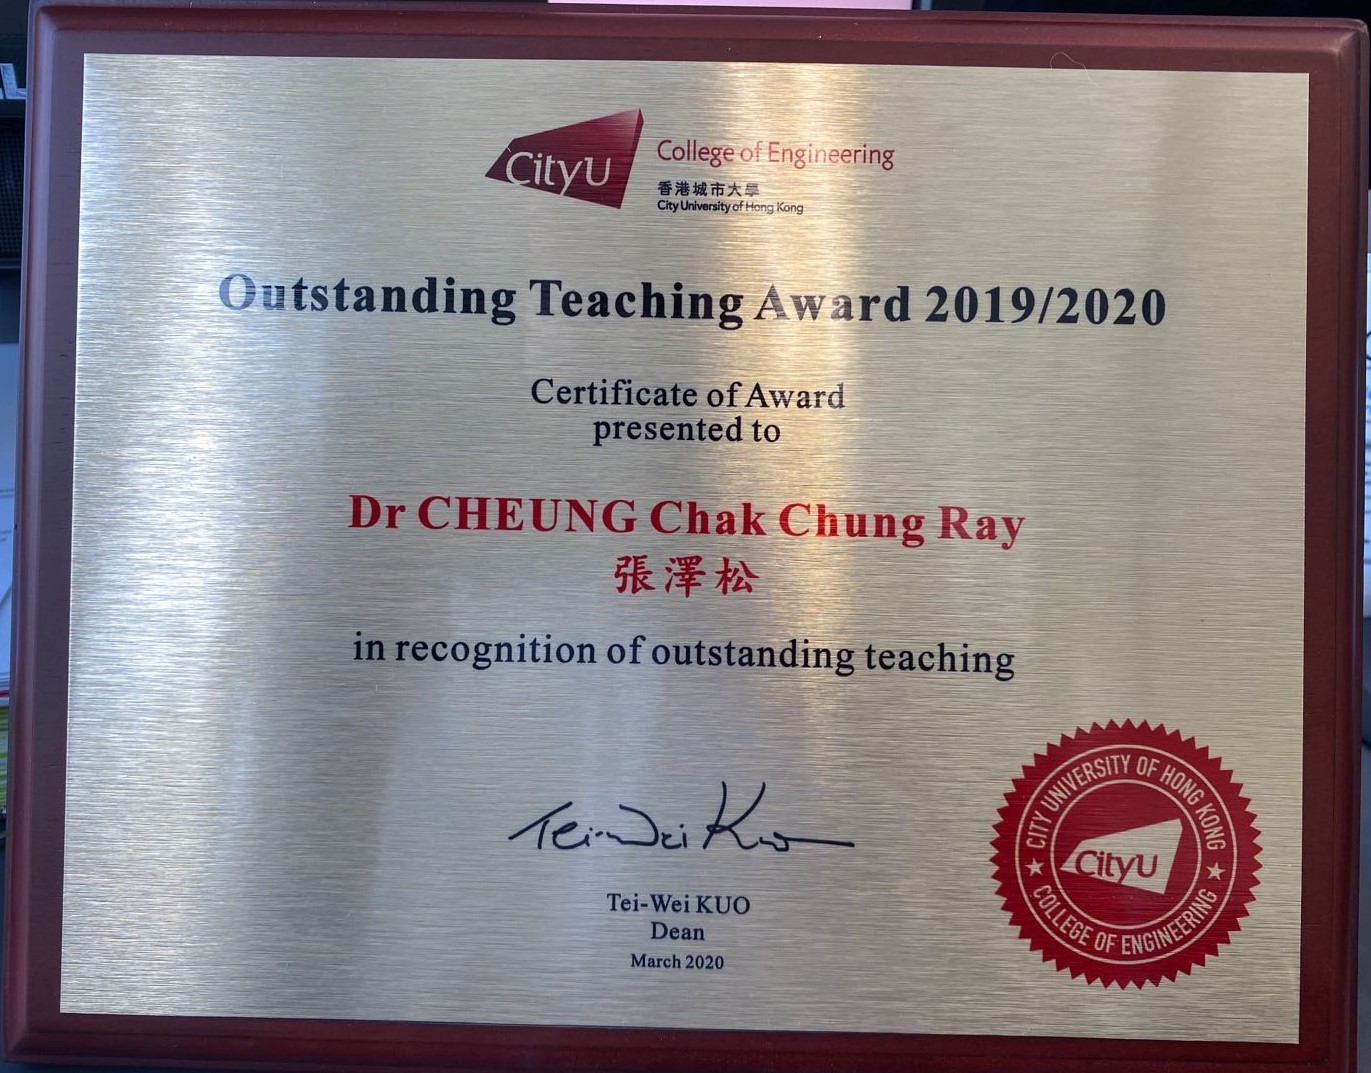 CityU
College of Engineering
香港城市大學
City University of Hong Kong
Outstanding Teaching Award 2019/2020
Certificate of Award
presented to
Dr CHEUNG Chak Chung Ray
張澤松
in recognition of outstanding teaching
Tei-Wei Kuo
Tei-Wei KUO
Dean
March 2020
CITY UNIVERSITY OF HONG KONG
CityU
COLLEGE OF ENGINEERING